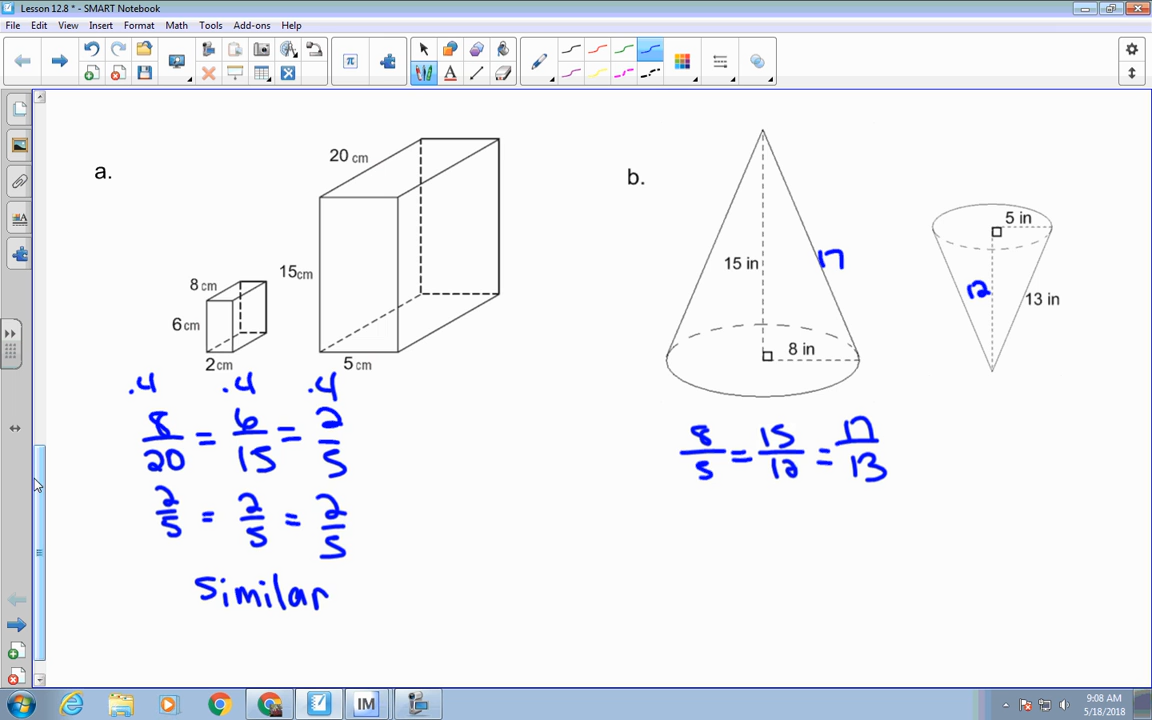 Lesson 12.8 * - SMART Notebook
File Edit View Insert Format Math Tools Add-ons Help
a.
20 cm
15cm
5 cm
8 cm
6 cm
2 cm
.4 .4 .4
8/20 = 6/15 = 2/5
2/5 = 2/5 = 2/5
Similar
b.
15 in
17
8 in
5 in
12
13 in
8/5 = 15/12 = 17/13
IM
9:08 AM
5/18/2018